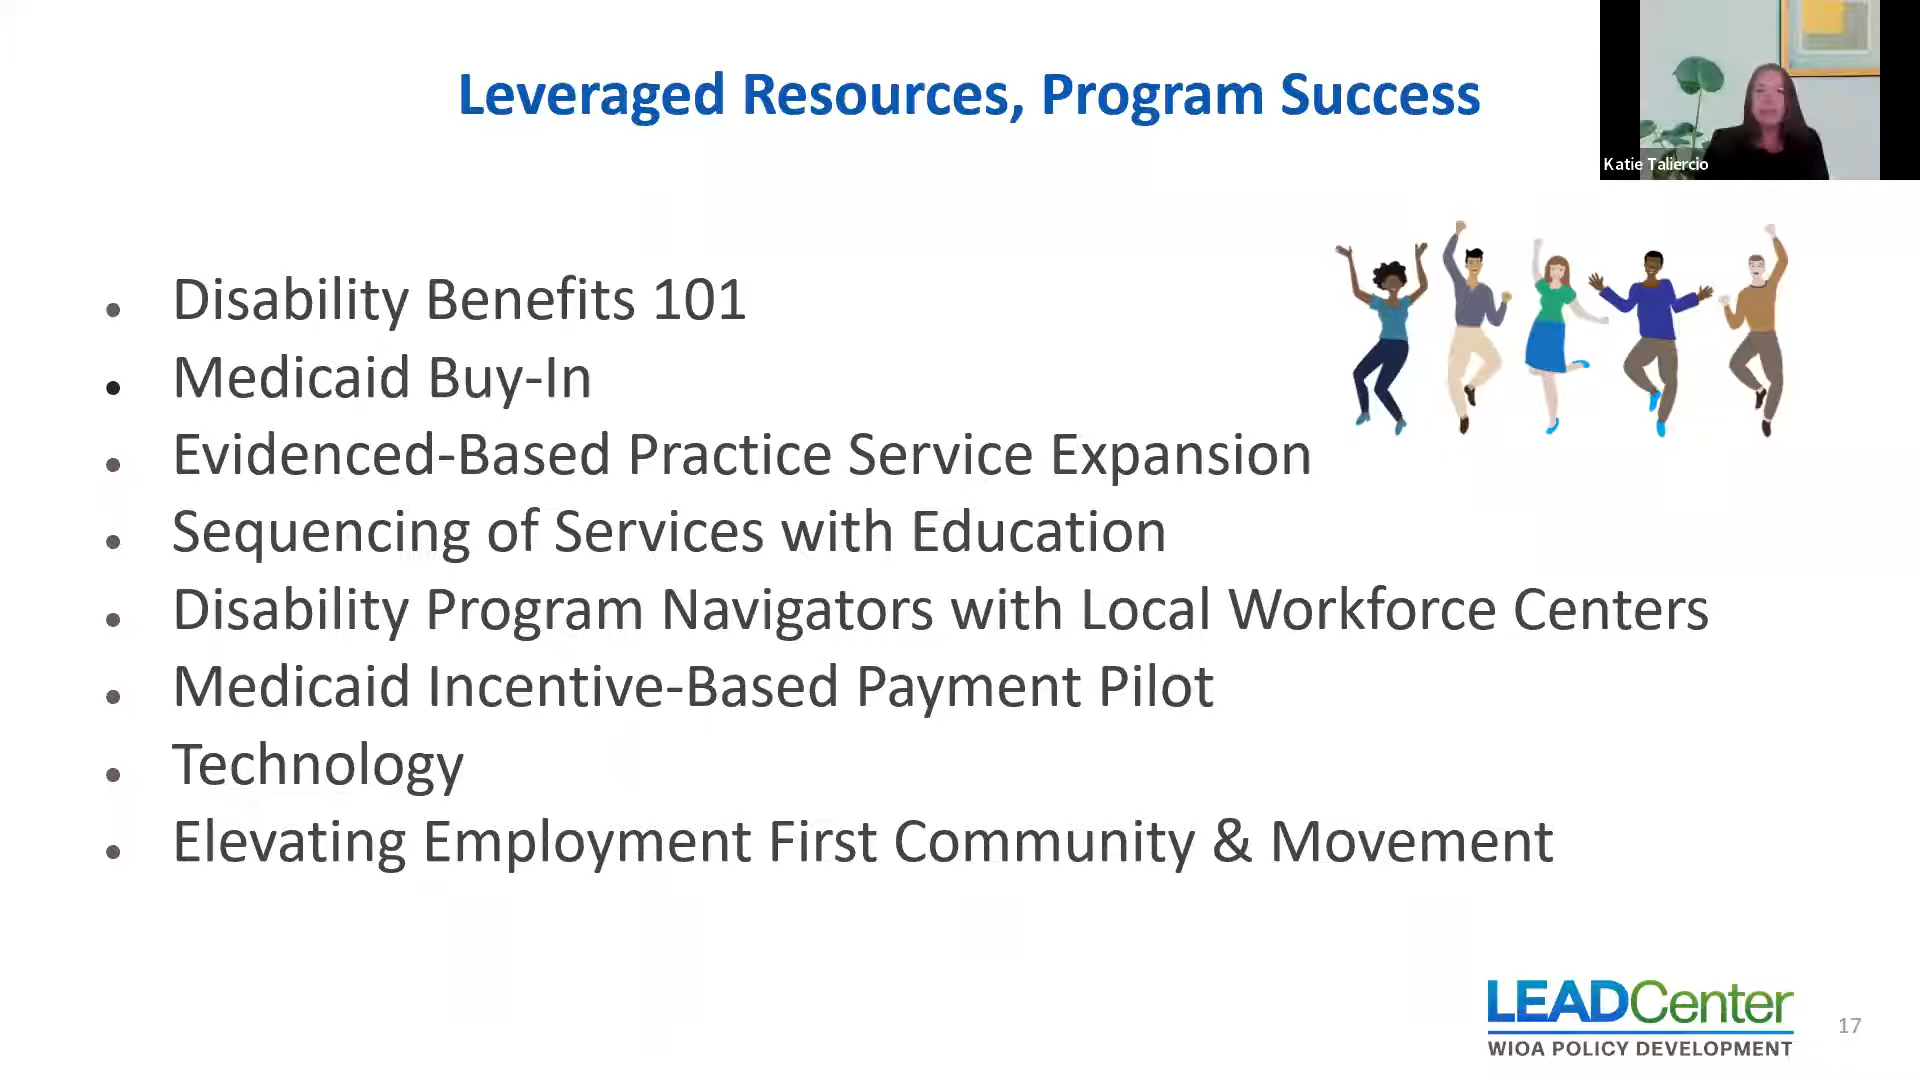 Leveraged Resources, Program Success
Katie Taliercio
Disability Benefits 101
Medicaid Buy-In
Evidenced-Based Practice Service Expansion
Sequencing of Services with Education
Disability Program Navigators with Local Workforce Centers
Medicaid Incentive-Based Payment Pilot
Technology
Elevating Employment First Community & Movement
LEADCenter
WIOA POLICY DEVELOPMENT
17